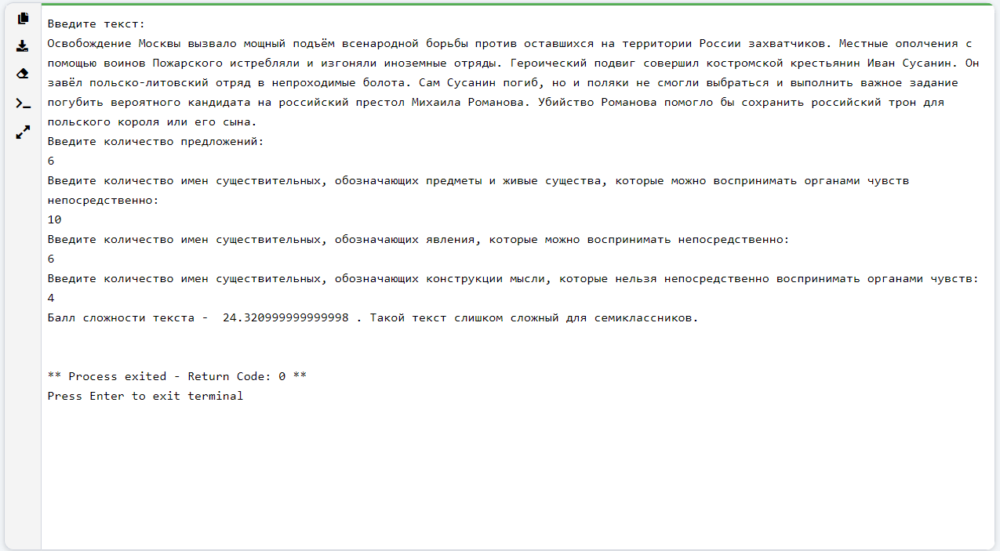 Введите текст:
Освобождение Москвы вызвало мощный подъём всенародной борьбы против оставшихся на территории России захватчиков. Местные ополчения с
помощью воинов Пожарского истребляли и изгоняли иноземные отряды. Героический подвиг совершил костромской крестьянин Иван Сусанин. Он
завёл польско-литовский отряд в непроходимые болота. Сам Сусанин погиб, но и поляки не смогли выбраться и выполнить важное задание
погубить вероятного кандидата на российский престол Михаила Романова. Убийство Романова помогло бы сохранить российский трон для
польского короля или его сына.
Введите количество предложений:
6
Введите количество имен существительных, обозначающих предметы и живые существа, которые можно воспринимать органами чувств
непосредственно:
10
Введите количество имен существительных, обозначающих явления, которые можно воспринимать непосредственно:
6
Введите количество имен существительных, обозначающих конструкции мысли, которые нельзя непосредственно воспринимать органами чувств:
4
Балл сложности текста -  24.320999999999998 . Такой текст слишком сложный для семиклассников.
** Process exited - Return Code: 0 **
Press Enter to exit terminal